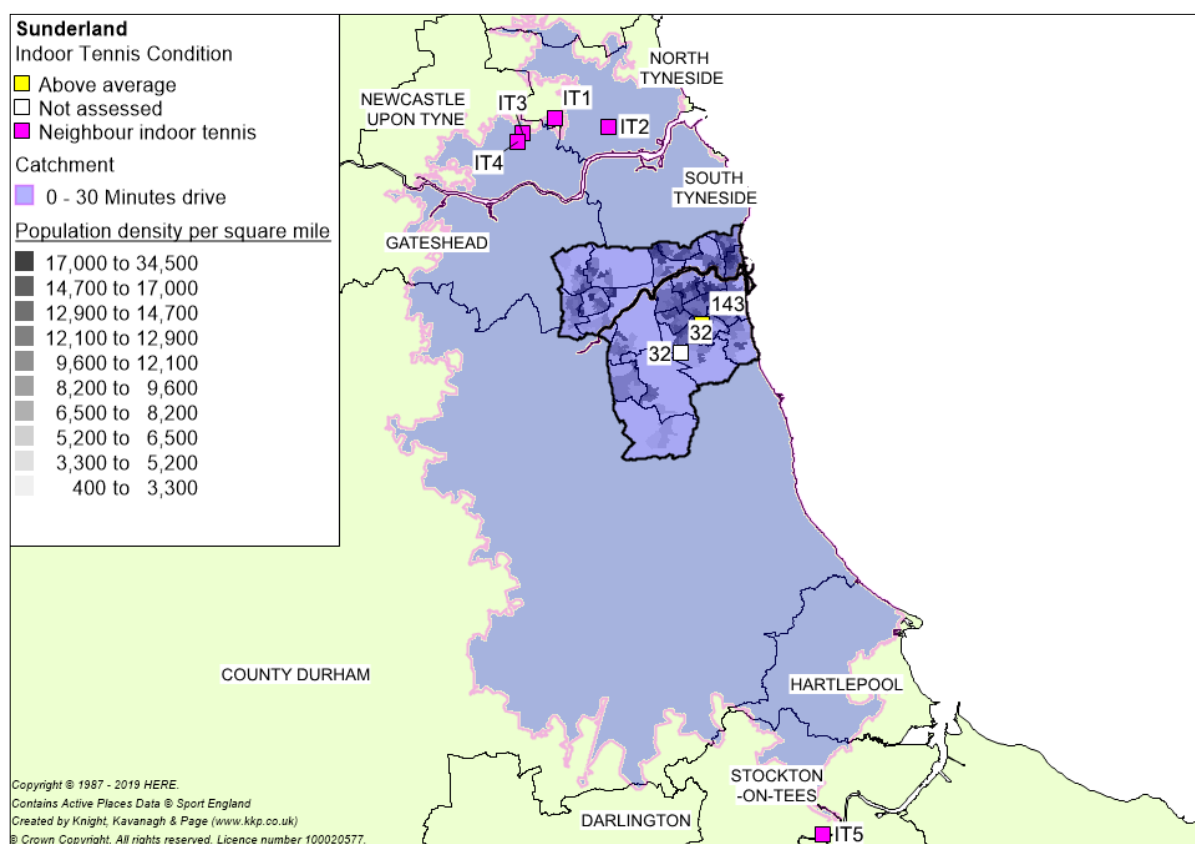 Sunderland
Indoor Tennis Condition
Above average
Not assessed
Neighbour indoor tennis
Catchment
0 - 30 Minutes drive
Population density per square mile
17,000 to 34,500
14,700 to 17,000
12,900 to 14,700
12,100 to 12,900
9,600 to 12,100
8,200 to 9,600
6,500 to 8,200
5,200 to 6,500
3,300 to 5,200
400 to 3,300
NORTH
TYNESIDE
NEWCASTLE
UPON TYNE
IT3
IT1
IT2
IT4
SOUTH
TYNESIDE
GATESHEAD
143
32
32
COUNTY DURHAM
HARTLEPOOL
STOCKTON
-ON-TEES
DARLINGTON
IT5
Copyright © 1987 - 2019 HERE.
Contains Active Places Data © Sport England
Created by Knight, Kavanagh & Page (www.kkp.co.uk)
© Crown Copyright. All rights reserved. Licence number 100020577.